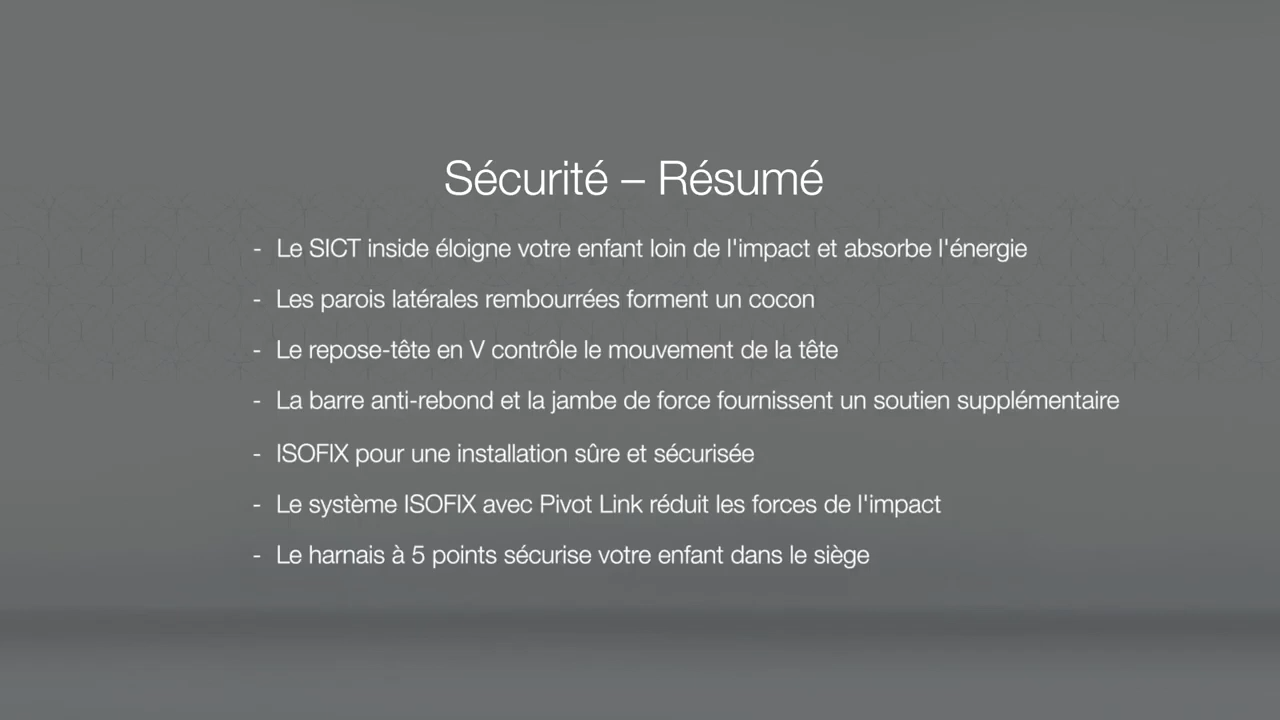 Sécurité – Résumé
- Le SICT inside éloigne votre enfant loin de l'impact et absorbe l'énergie
- Les parois latérales rembourrées forment un cocon
- Le repose-tête en V contrôle le mouvement de la tête
- La barre anti-rebond et la jambe de force fournissent un soutien supplémentaire
- ISOFIX pour une installation sûre et sécurisée
- Le système ISOFIX avec Pivot Link réduit les forces de l'impact
- Le harnais à 5 points sécurise votre enfant dans le siège